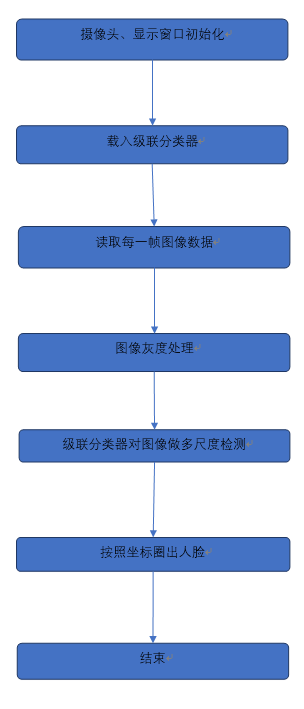 摄像头、显示窗口初始化
载入级联分类器
读取每一帧图像数据
图像灰度处理
级联分类器对图像做多尺度检测
按照坐标圈出人脸
结束